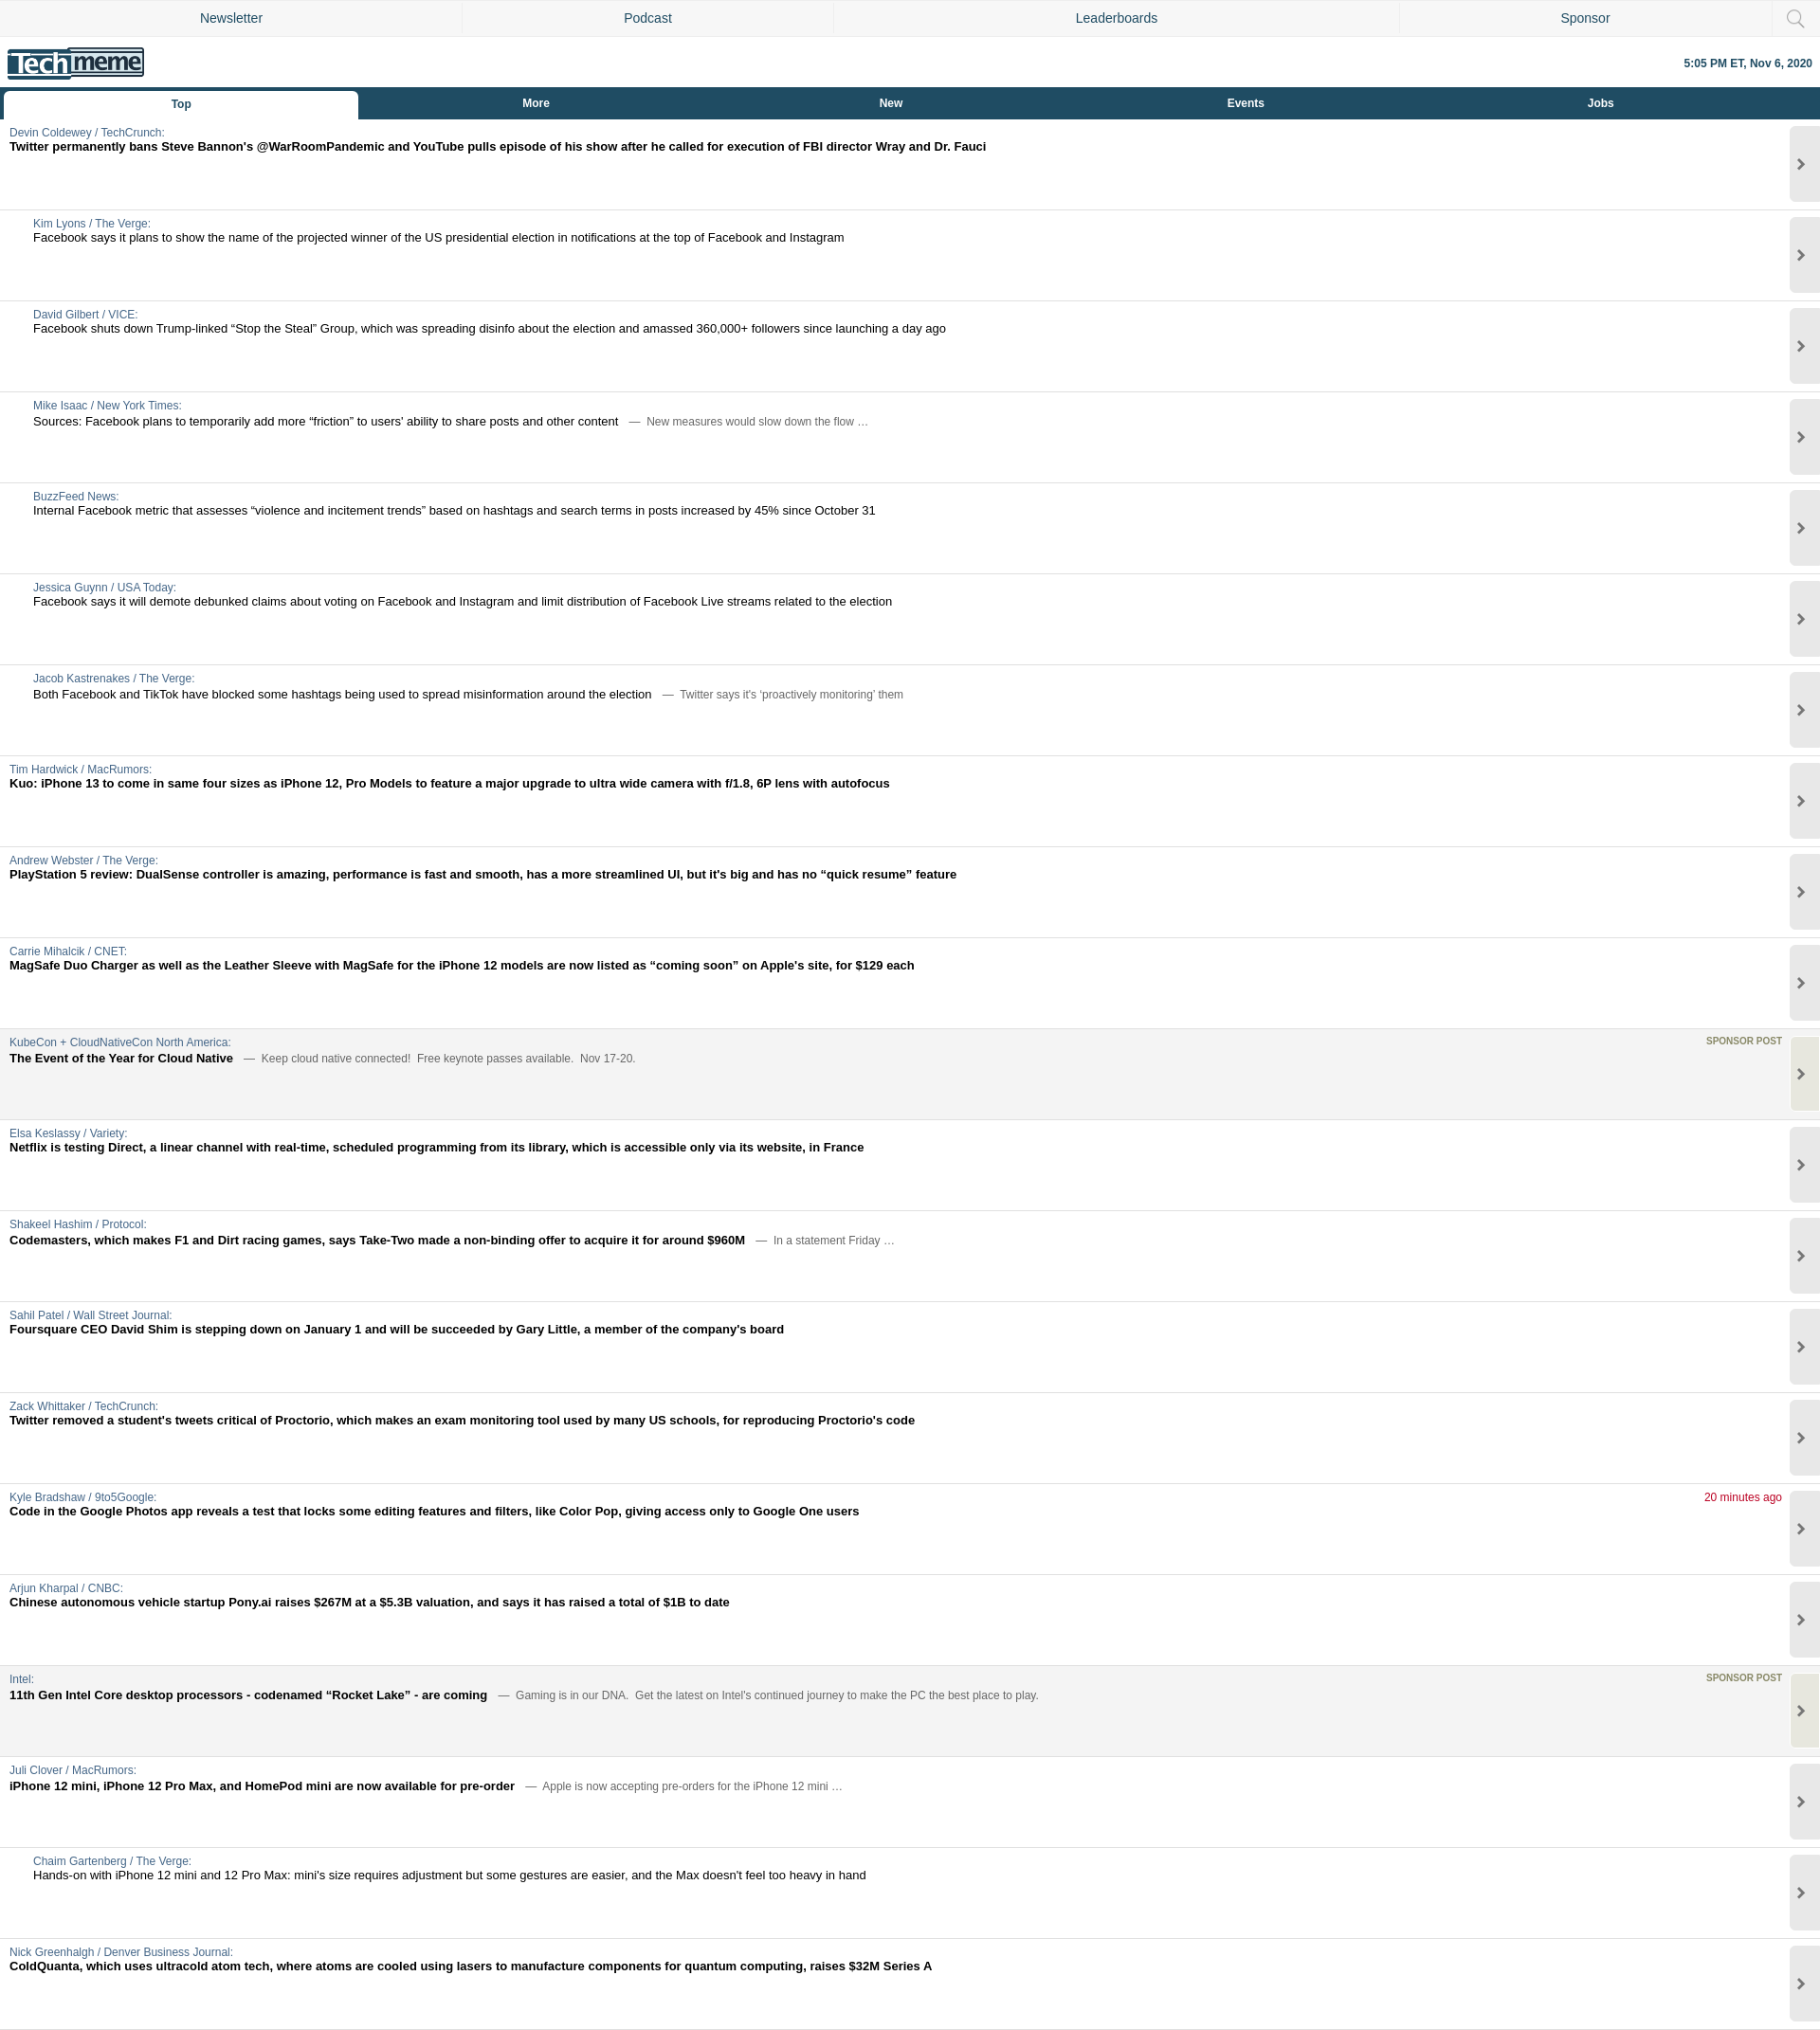 Newsletter
Podcast
Leaderboards
Sponsor
Techmeme
5:05 PM ET, Nov 6, 2020
Top
More
New
Events
Jobs
Devin Coldewey / TechCrunch:
Twitter permanently bans Steve Bannon's @WarRoomPandemic and YouTube pulls episode of his show after he called for execution of FBI director Wray and Dr. Fauci
Kim Lyons / The Verge:
Facebook says it plans to show the name of the projected winner of the US presidential election in notifications at the top of Facebook and Instagram
David Gilbert / VICE:
Facebook shuts down Trump-linked “Stop the Steal” Group, which was spreading disinfo about the election and amassed 360,000+ followers since launching a day ago
Mike Isaac / New York Times:
Sources: Facebook plans to temporarily add more “friction” to users' ability to share posts and other content — New measures would slow down the flow …
BuzzFeed News:
Internal Facebook metric that assesses “violence and incitement trends” based on hashtags and search terms in posts increased by 45% since October 31
Jessica Guynn / USA Today:
Facebook says it will demote debunked claims about voting on Facebook and Instagram and limit distribution of Facebook Live streams related to the election
Jacob Kastrenakes / The Verge:
Both Facebook and TikTok have blocked some hashtags being used to spread misinformation around the election — Twitter says it's ‘proactively monitoring’ them
Tim Hardwick / MacRumors:
Kuo: iPhone 13 to come in same four sizes as iPhone 12, Pro Models to feature a major upgrade to ultra wide camera with f/1.8, 6P lens with autofocus
Andrew Webster / The Verge:
PlayStation 5 review: DualSense controller is amazing, performance is fast and smooth, has a more streamlined UI, but it's big and has no “quick resume” feature
Carrie Mihalcik / CNET:
MagSafe Duo Charger as well as the Leather Sleeve with MagSafe for the iPhone 12 models are now listed as “coming soon” on Apple's site, for $129 each
KubeCon + CloudNativeCon North America:
SPONSOR POST
The Event of the Year for Cloud Native — Keep cloud native connected! Free keynote passes available. Nov 17-20.
Elsa Keslassy / Variety:
Netflix is testing Direct, a linear channel with real-time, scheduled programming from its library, which is accessible only via its website, in France
Shakeel Hashim / Protocol:
Codemasters, which makes F1 and Dirt racing games, says Take-Two made a non-binding offer to acquire it for around $960M — In a statement Friday …
Sahil Patel / Wall Street Journal:
Foursquare CEO David Shim is stepping down on January 1 and will be succeeded by Gary Little, a member of the company's board
Zack Whittaker / TechCrunch:
Twitter removed a student's tweets critical of Proctorio, which makes an exam monitoring tool used by many US schools, for reproducing Proctorio's code
Kyle Bradshaw / 9to5Google:
20 minutes ago
Code in the Google Photos app reveals a test that locks some editing features and filters, like Color Pop, giving access only to Google One users
Arjun Kharpal / CNBC:
Chinese autonomous vehicle startup Pony.ai raises $267M at a $5.3B valuation, and says it has raised a total of $1B to date
Intel:
SPONSOR POST
11th Gen Intel Core desktop processors - codenamed “Rocket Lake” - are coming — Gaming is in our DNA. Get the latest on Intel's continued journey to make the PC the best place to play.
Juli Clover / MacRumors:
iPhone 12 mini, iPhone 12 Pro Max, and HomePod mini are now available for pre-order — Apple is now accepting pre-orders for the iPhone 12 mini …
Chaim Gartenberg / The Verge:
Hands-on with iPhone 12 mini and 12 Pro Max: mini's size requires adjustment but some gestures are easier, and the Max doesn't feel too heavy in hand
Nick Greenhalgh / Denver Business Journal:
ColdQuanta, which uses ultracold atom tech, where atoms are cooled using lasers to manufacture components for quantum computing, raises $32M Series A